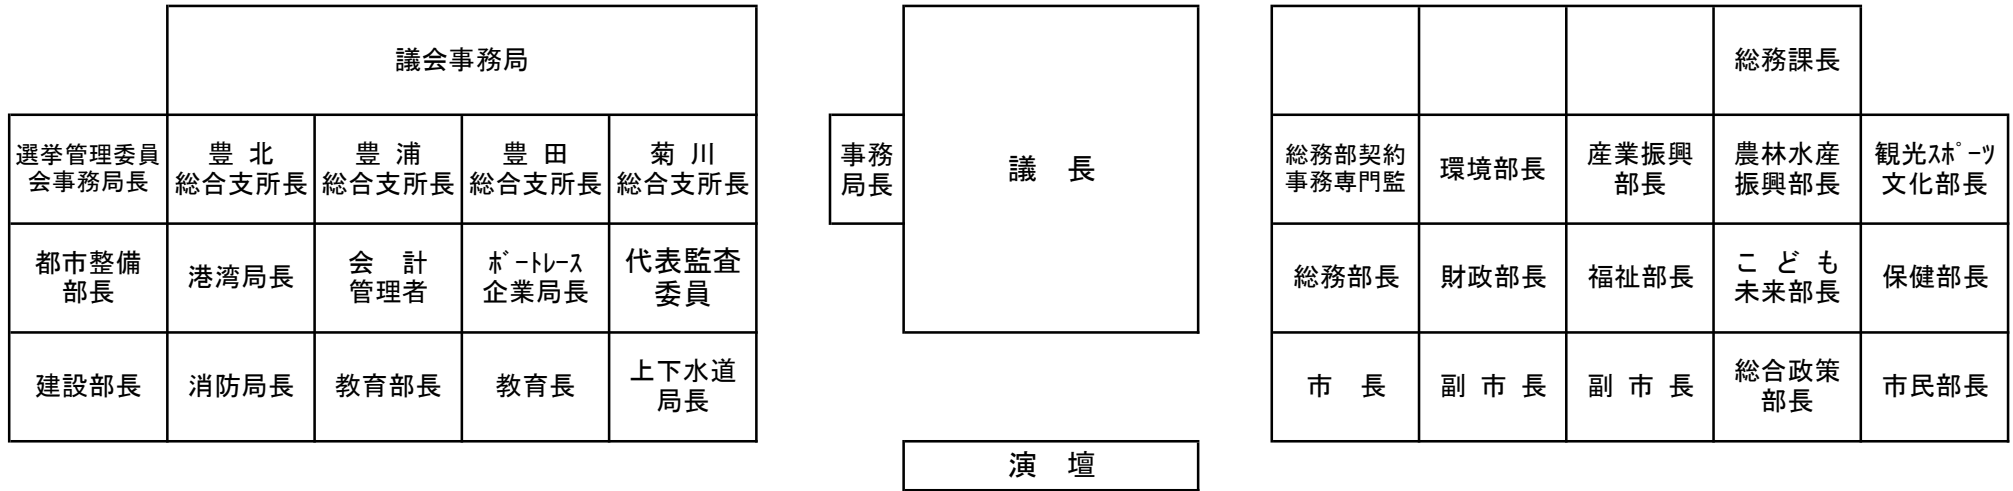 議会事務局
総務課長
選挙管理委員
会事務局長
豊 北
総合支所長
豊 浦
総合支所長
豊 田
総合支所長
菊 川
総合支所長
事務
局長
議 長
総務部契約
事務専門監
環境部長
産業振興
部長
農林水産
振興部長
観光ｽﾎﾟｰﾂ
文化部長
都市整備
部長
港湾局長
会 計
管理者
ﾎﾞｰﾄﾚｰｽ
企業局長
代表監査
委員
総務部長
財政部長
福祉部長
こ ど も
未来部長
保健部長
建設部長
消防局長
教育部長
教育長
上下水道
局長
市 長
副 市 長
副 市 長
総合政策
部長
市民部長
演 壇